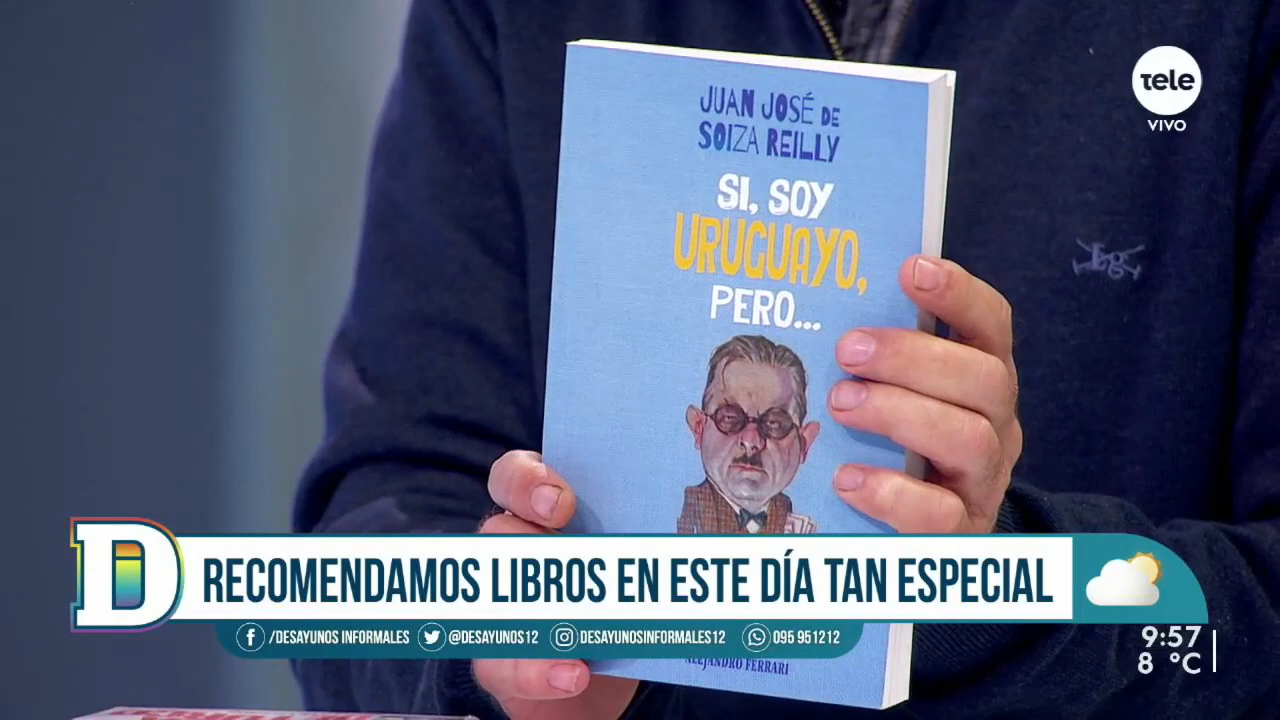 JUAN JOSÉ DE
SOIZA REILLY
SI, SOY
URUGUAYO,
PERO...
tele
VIVO
Lg
D
RECOMENDAMOS LIBROS EN ESTE DÍA TAN ESPECIAL
/DESAYUNOS INFORMALES @DESAYUNOS12 DESAYUNOSINFORMALES12 095 951212
ALEJANDRO FERRARI
9:57
8 °C